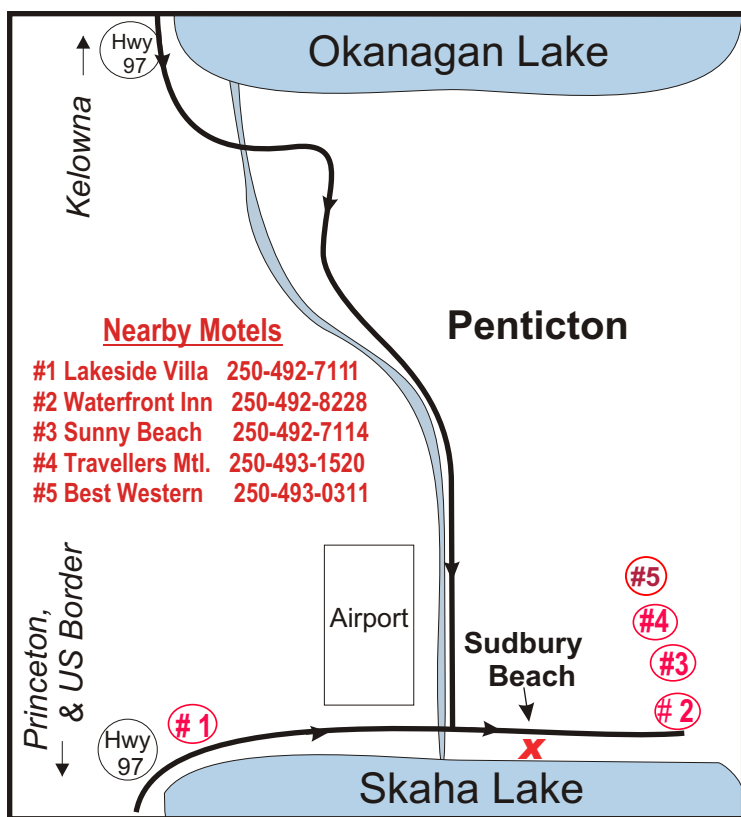 Hwy
97
Okanagan Lake
Kelowna
Penticton
Nearby Motels
#1 Lakeside Villa 250-492-7111
#2 Waterfront Inn 250-492-8228
#3 Sunny Beach 250-492-7114
#4 Travellers Mtl. 250-493-1520
#5 Best Western 250-493-0311
Princeton,
& US Border
Airport
Sudbury
Beach
#5
#4
#3
# 2
# 1
Hwy
97
x
Skaha Lake